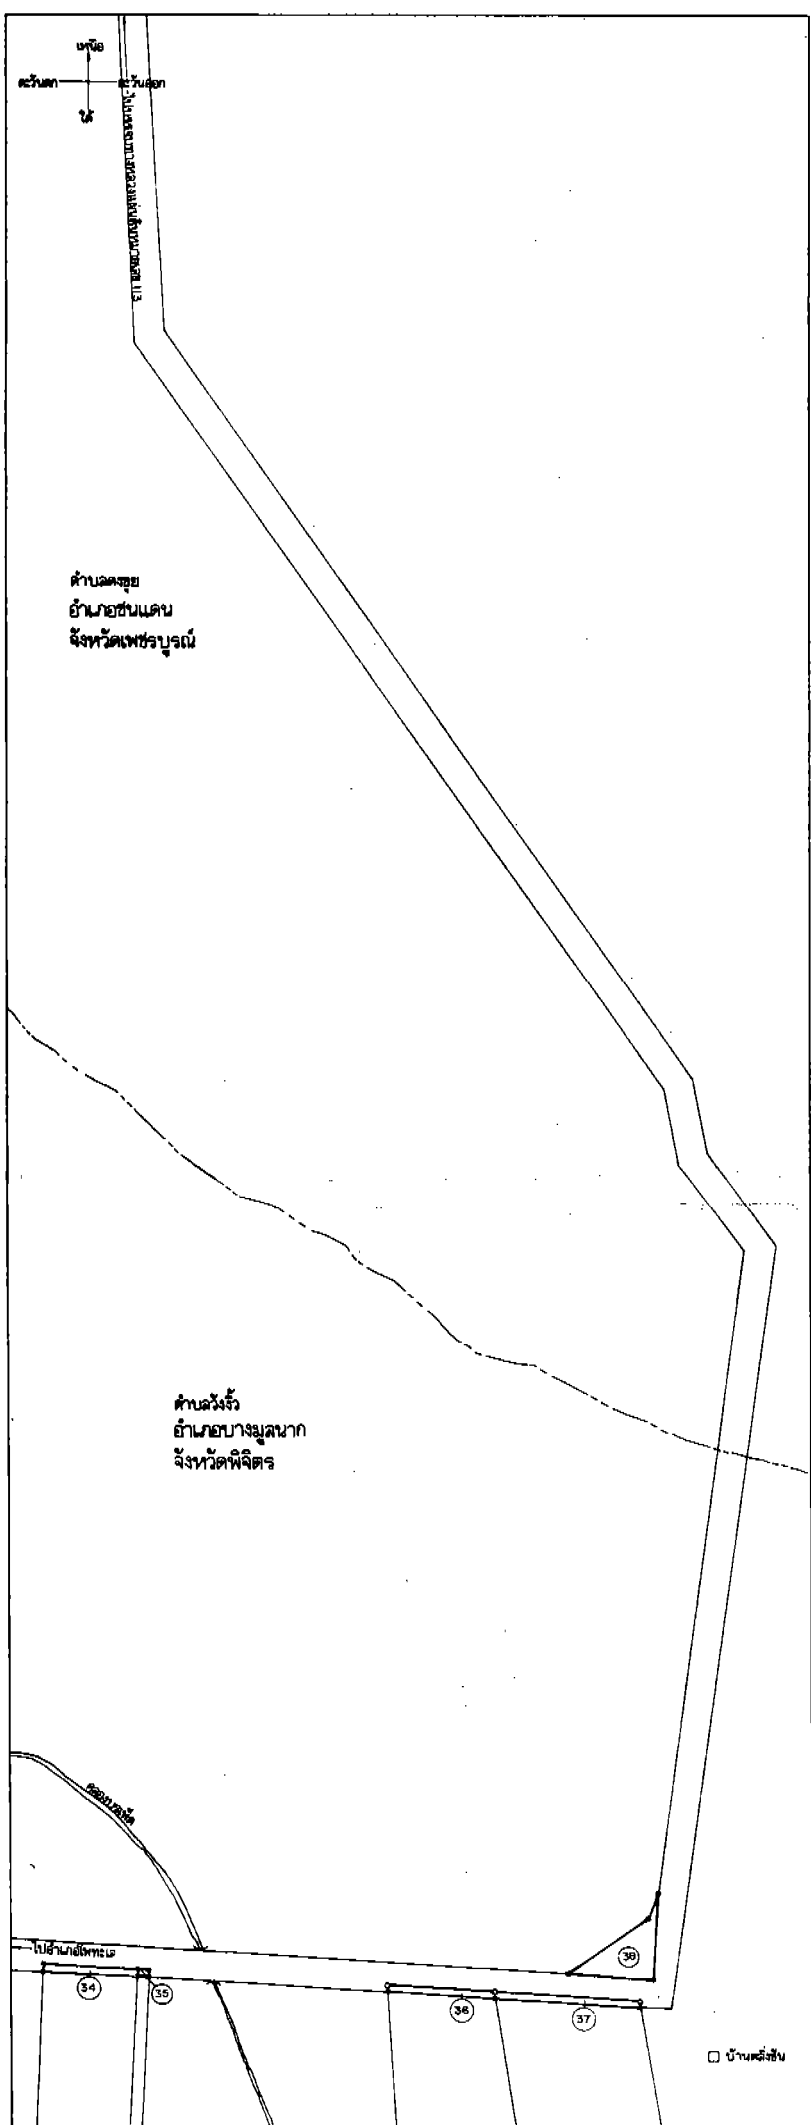 เหนือ
ตะวันตก
ตะวันออก
ใต้
ตำบลดงขุย
อำเภอชนแดน
จังหวัดเพชรบูรณ์
ตำบลวังงิ้ว
อำเภอบางมูลนาก
จังหวัดพิจิตร
ไปอำเภอโพทะเล
38
34
35
36
37
บ้านตลิ่งชัน